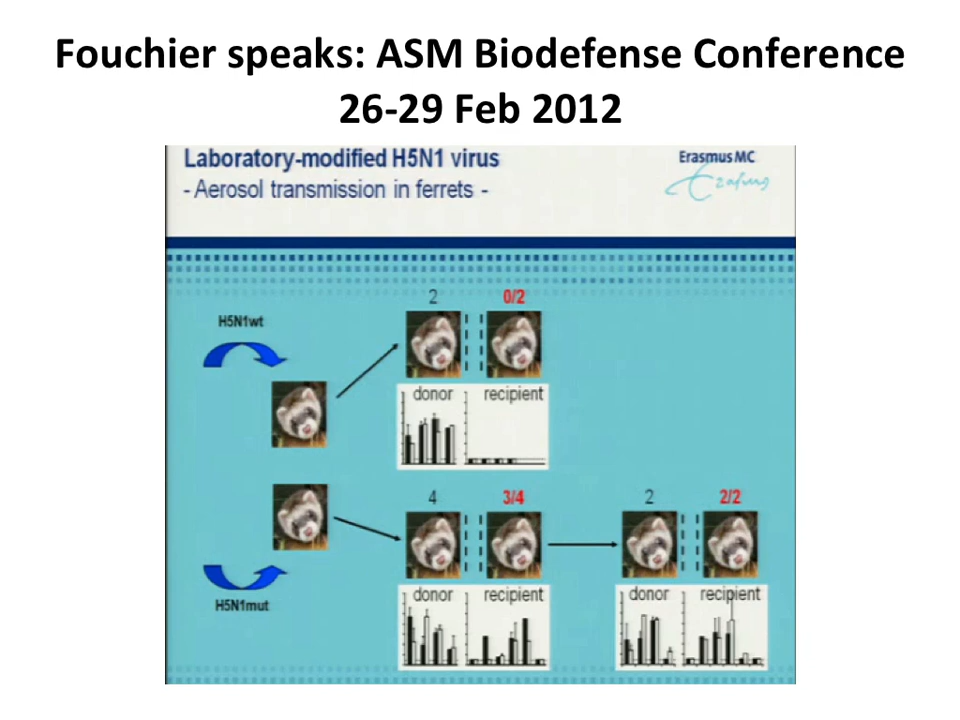 Fouchier speaks: ASM Biodefense Conference
26-29 Feb 2012
Laboratory-modified H5N1 virus
- Aerosol transmission in ferrets -
Erasmus MC
Erasmus
2 0/2
H5N1wt
donor recipient
4 3/4 2 2/2
donor recipient donor recipient
H5N1mut